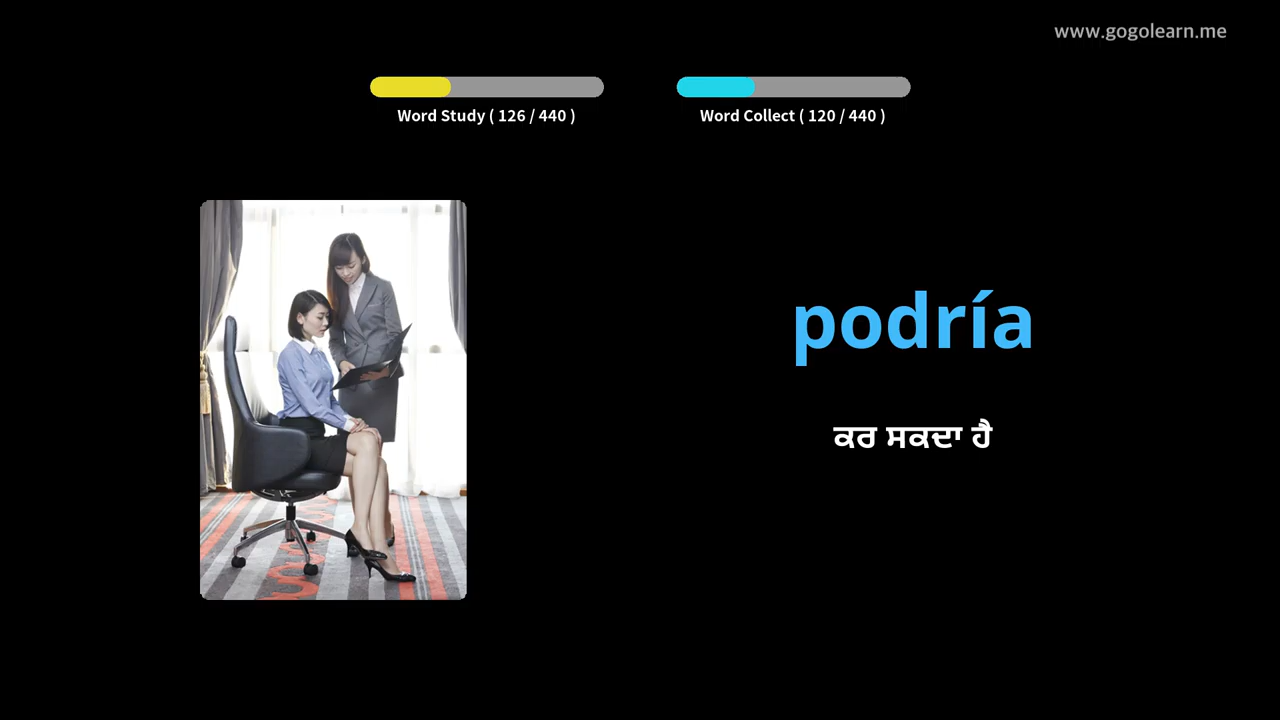 www.gogolearn.me
Word Study ( 126 / 440 )
Word Collect ( 120 / 440 )
podría
ਕਰ ਸਕਦਾ ਹੈ